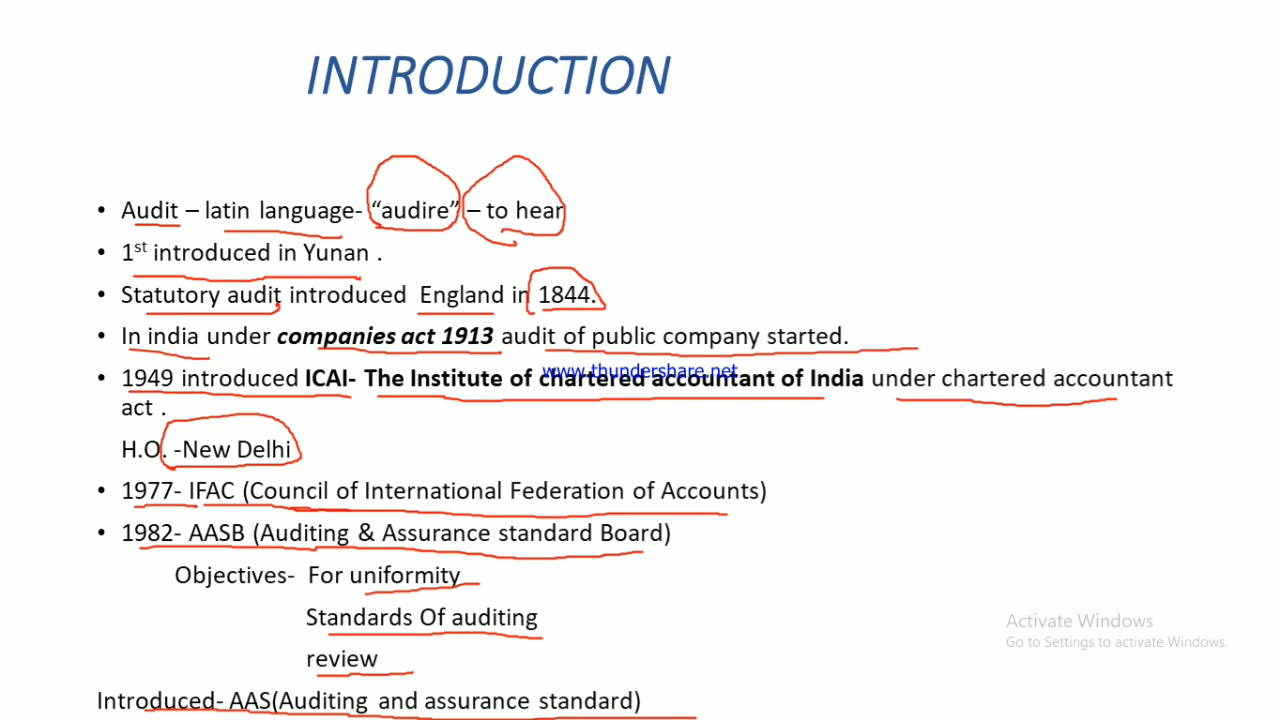 INTRODUCTION
• Audit – latin language- “audire” – to hear
• 1st introduced in Yunan .
• Statutory audit introduced England in 1844.
• In india under companies act 1913 audit of public company started.
www.thundershare.net
• 1949 introduced ICAI- The Institute of chartered accountant of India under chartered accountant
act .
H.O. -New Delhi
• 1977- IFAC (Council of International Federation of Accounts)
• 1982- AASB (Auditing & Assurance standard Board)
Objectives- For uniformity
Standards Of auditing
review
Activate Windows
Go to Settings to activate Windows.
Introduced- AAS(Auditing and assurance standard)